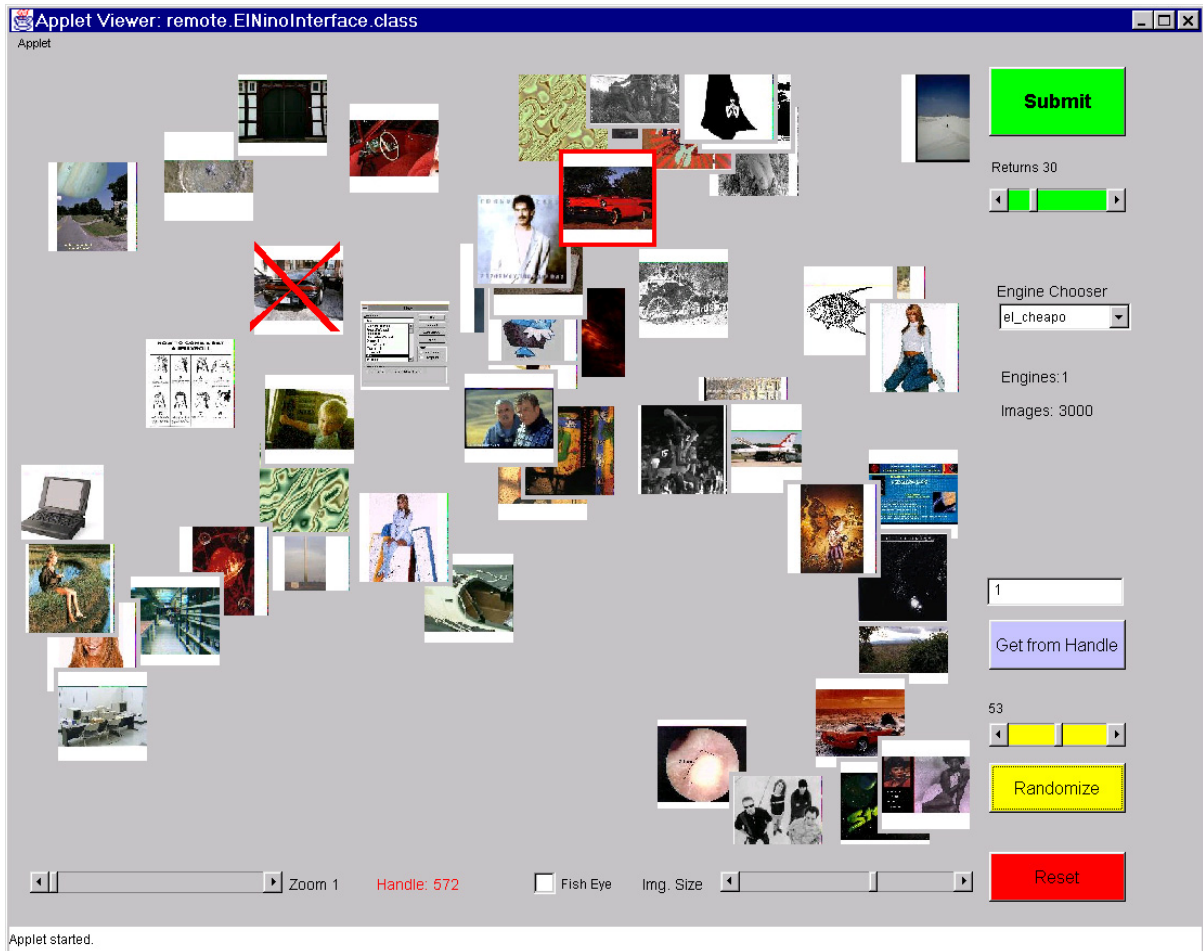 Applet Viewer: remote.ElNinoInterface.class
Applet
Submit
Returns 30
Engine Chooser
el_cheapo
Engines:1
Images: 3000
1
Get from Handle
53
Randomize
Reset
Zoom 1
Handle: 572
Fish Eye
Img. Size
Applet started.